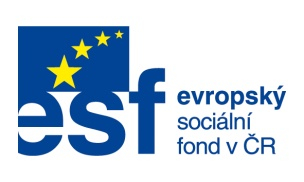 esf
evropský
sociální
fond v ČR